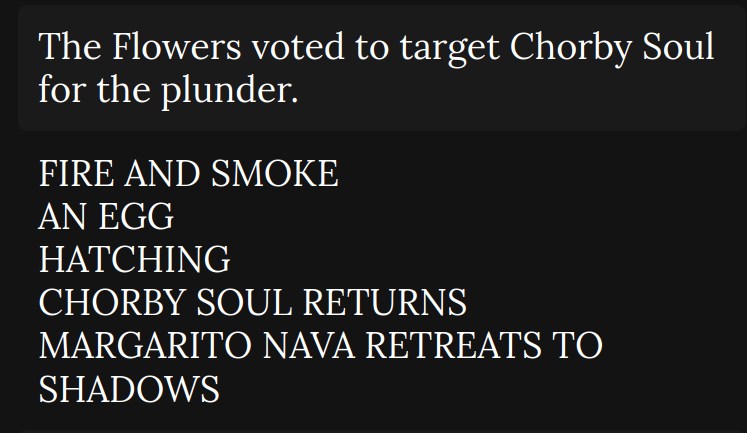 The Flowers voted to target Chorby Soul
for the plunder.
FIRE AND SMOKE
AN EGG
HATCHING
CHORBY SOUL RETURNS
MARGARITO NAVA RETREATS TO
SHADOWS